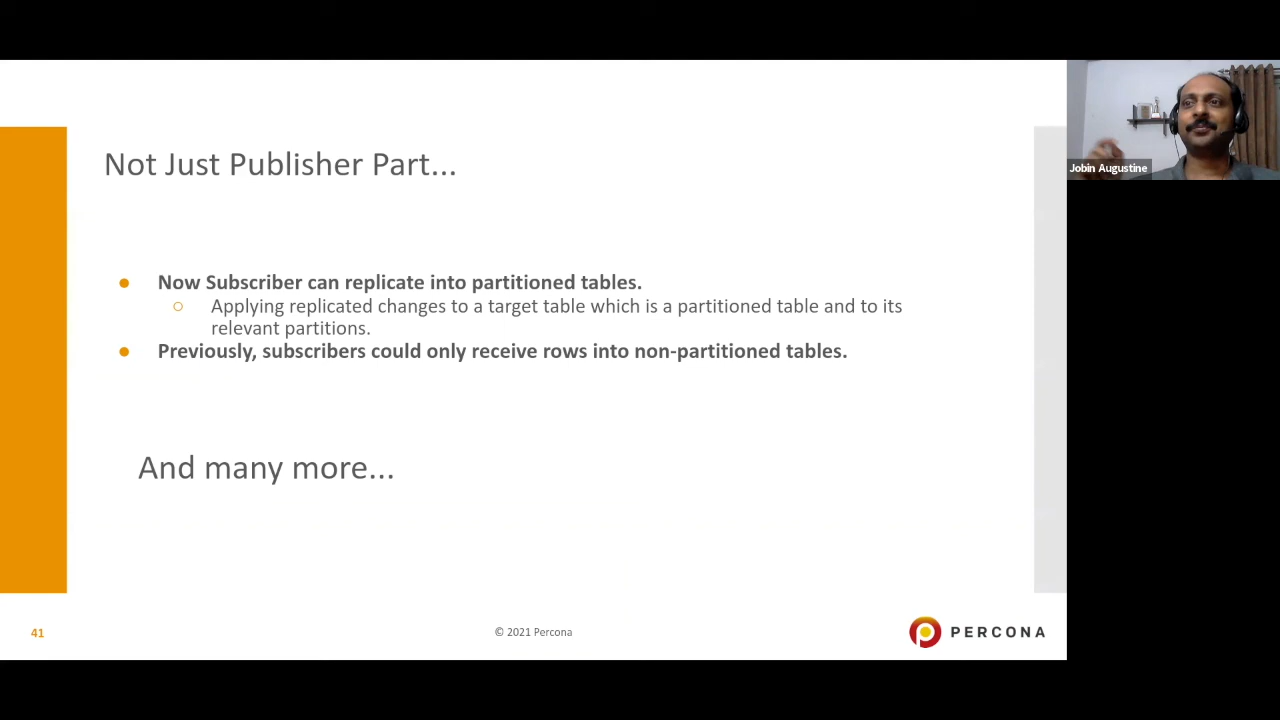 Not Just Publisher Part...
● Now Subscriber can replicate into partitioned tables.
○ Applying replicated changes to a target table which is a partitioned table and to its
relevant partitions.
● Previously, subscribers could only receive rows into non-partitioned tables.
And many more...
41
© 2021 Percona
PERCONA
Jobin Augustine